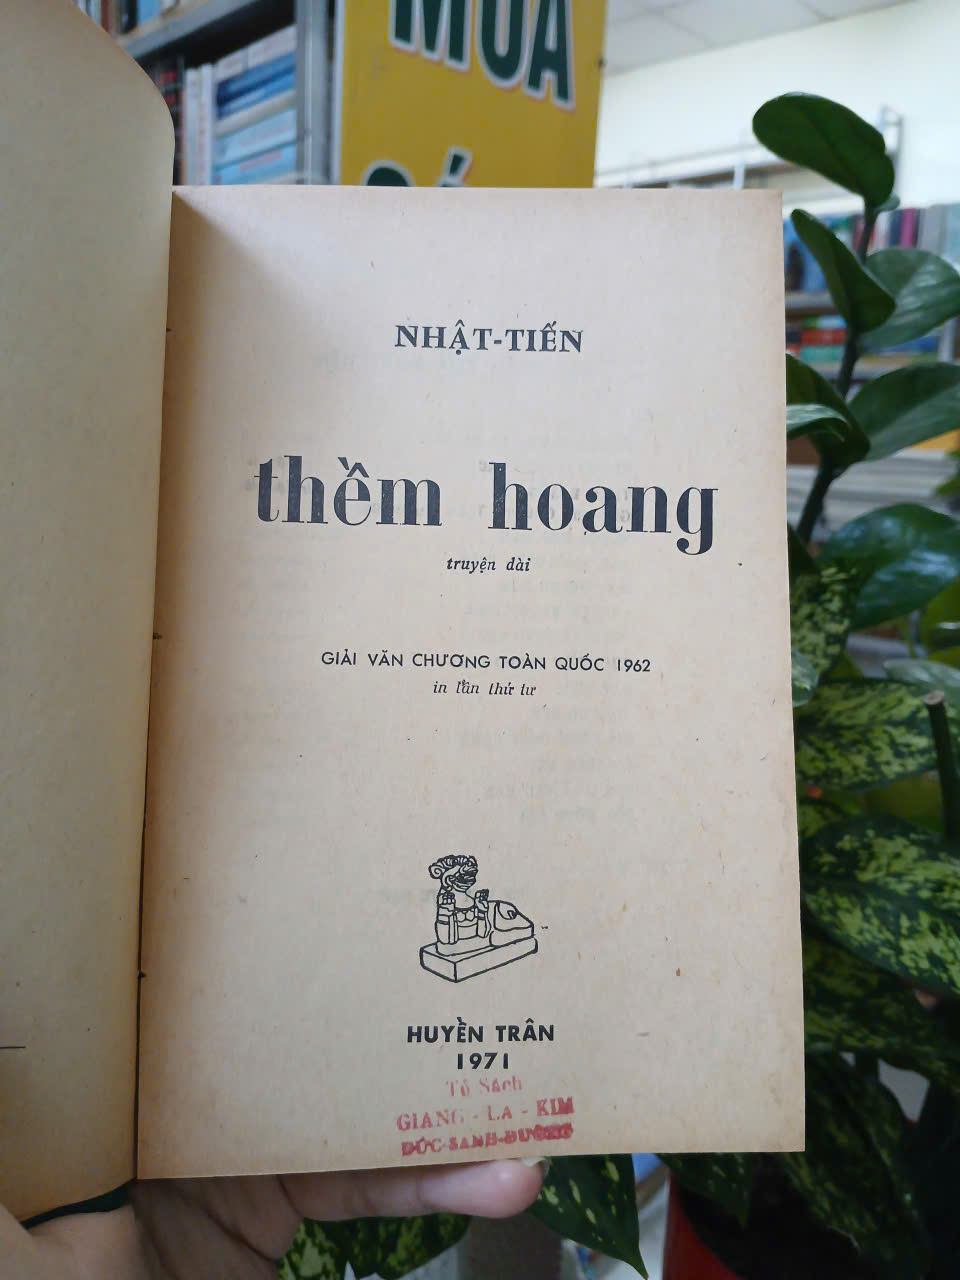 MUA
NHẬT-TIẾN
thềm hoang
truyện dài
GIẢI VĂN CHƯƠNG TOÀN QUỐC 1962
in lần thứ tư
HUYỀN TRÂN
1971
Tủ Sách
GIANG - LA - KIM